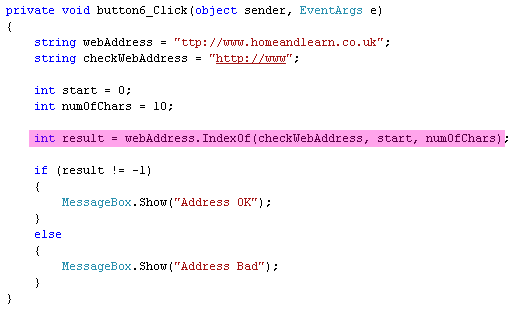 private void button6_Click(object sender, EventArgs e)
{
string webAddress = "ttp://www.homeandlearn.co.uk";
string checkWebAddress = "http://www";
int start = 0;
int numOfChars = 10;
int result = webAddress.IndexOf(checkWebAddress, start, numOfChars);
if (result != -1)
{
MessageBox.Show("Address OK");
}
else
{
MessageBox.Show("Address Bad");
}
}